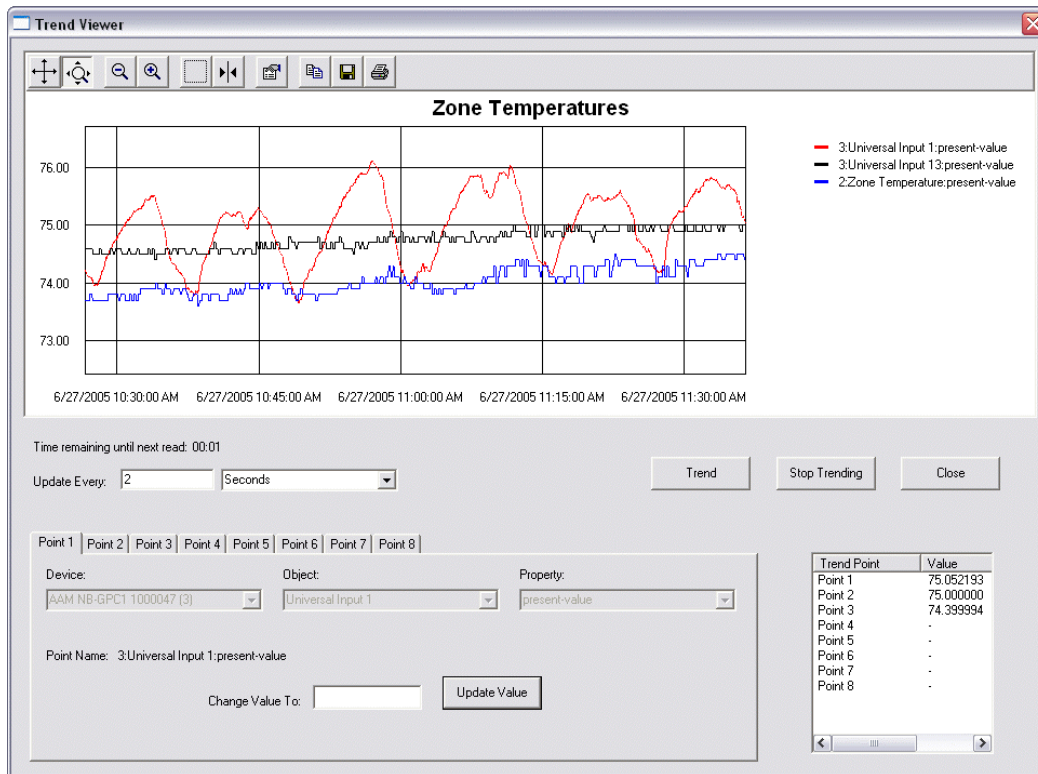 Trend Viewer
Zone Temperatures
76.00
75.00
74.00
73.00
6/27/2005 10:30:00 AM 6/27/2005 10:45:00 AM 6/27/2005 11:00:00 AM 6/27/2005 11:15:00 AM 6/27/2005 11:30:00 AM
3:Universal Input 1:present-value
3:Universal Input 13:present-value
2:Zone Temperature:present-value
Time remaining until next read: 00:01
Update Every: 2 Seconds
Trend Stop Trending Close
Point 1 Point 2 Point 3 Point 4 Point 5 Point 6 Point 7 Point 8
Device: Object: Property:
AAM NB-GPC1 1000047 (3) Universal Input 1 present-value
Point Name: 3:Universal Input 1:present-value
Change Value To: Update Value
Trend Point Value
Point 1 75.052193
Point 2 75.000000
Point 3 74.399994
Point 4 -
Point 5 -
Point 6 -
Point 7 -
Point 8 -